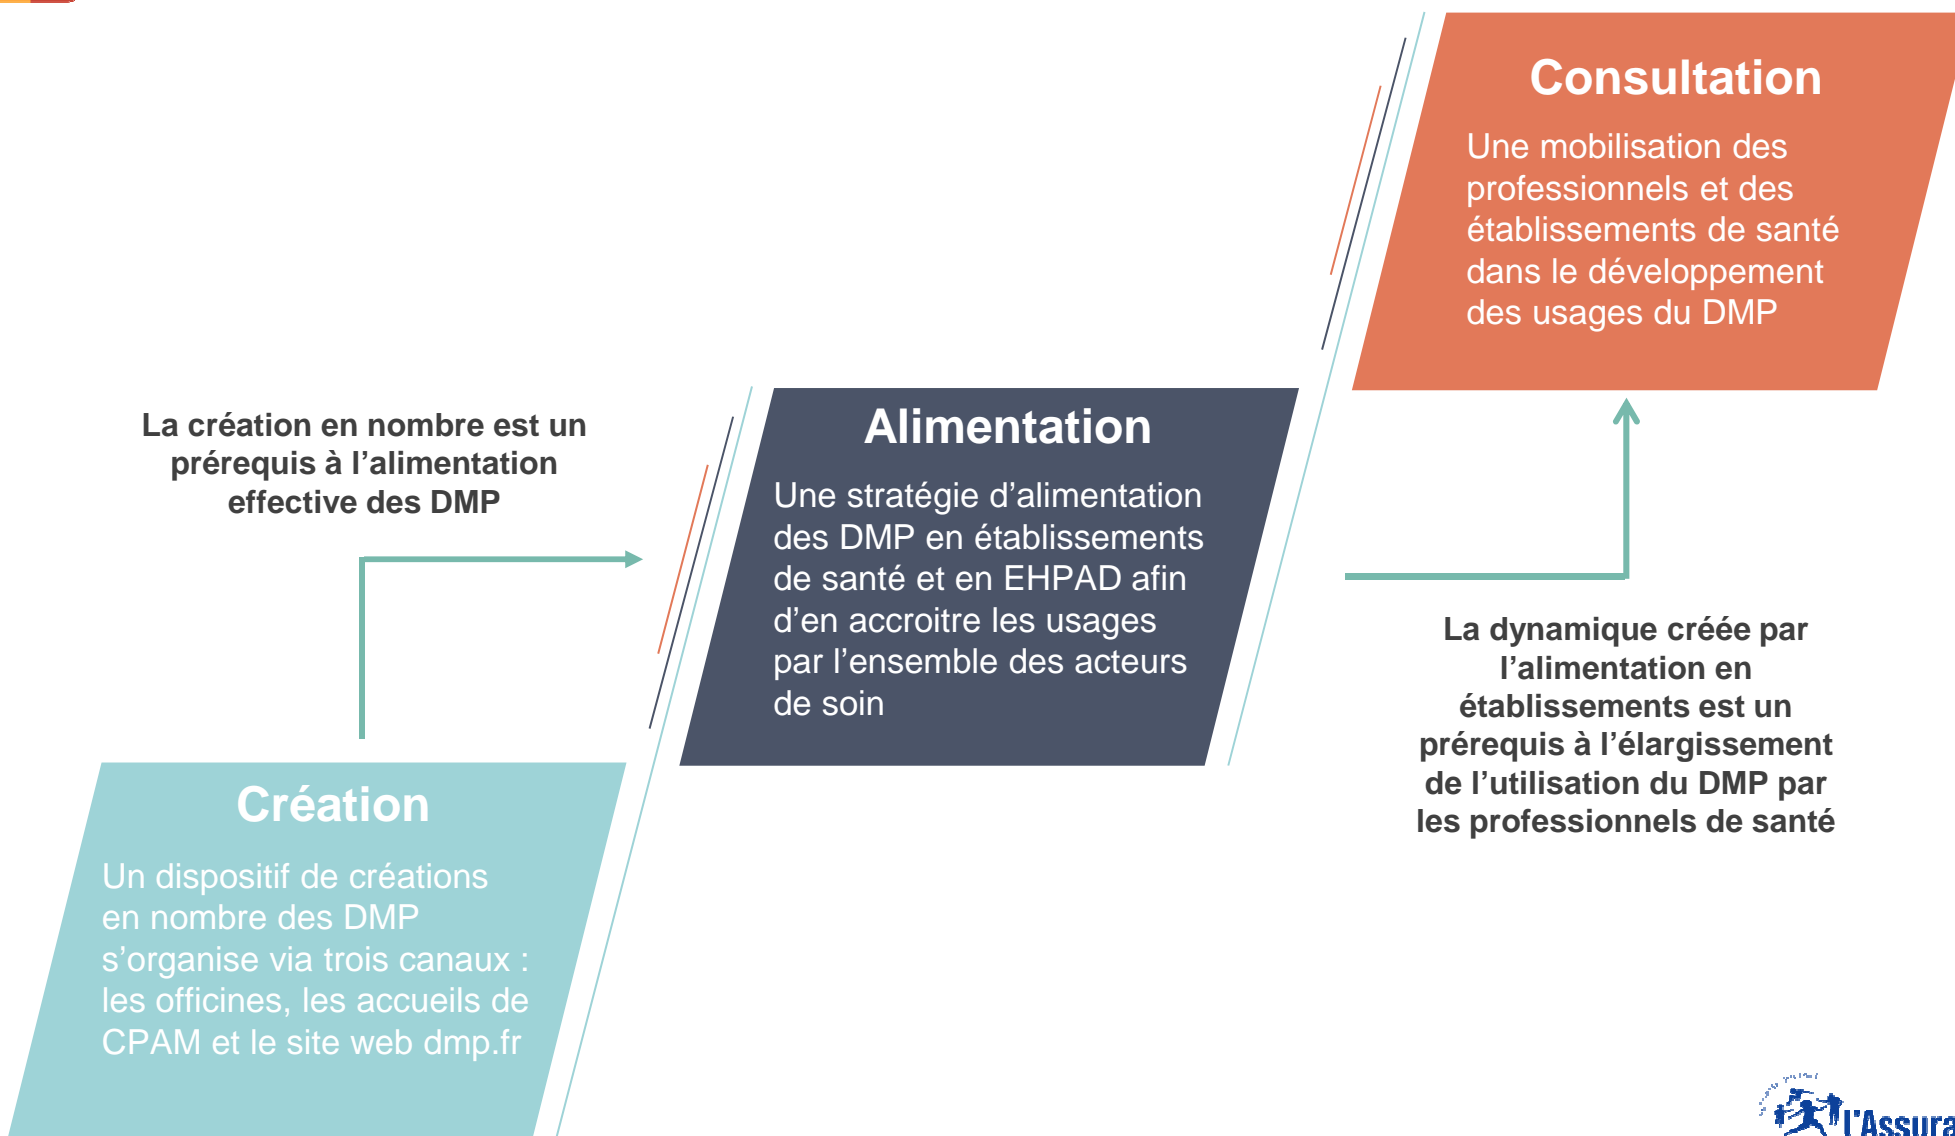 Consultation
Une mobilisation des
professionnels et des
établissements de santé
dans le développement
des usages du DMP
La création en nombre est un
prérequis à l’alimentation
effective des DMP
Alimentation
Une stratégie d’alimentation
des DMP en établissements
de santé et en EHPAD afin
d’en accroitre les usages
par l’ensemble des acteurs
de soin
La dynamique créée par
l’alimentation en
établissements est un
prérequis à l’élargissement
de l’utilisation du DMP par
les professionnels de santé
Création
Un dispositif de créations
en nombre des DMP
s’organise via trois canaux :
les officines, les accueils de
CPAM et le site web dmp.fr